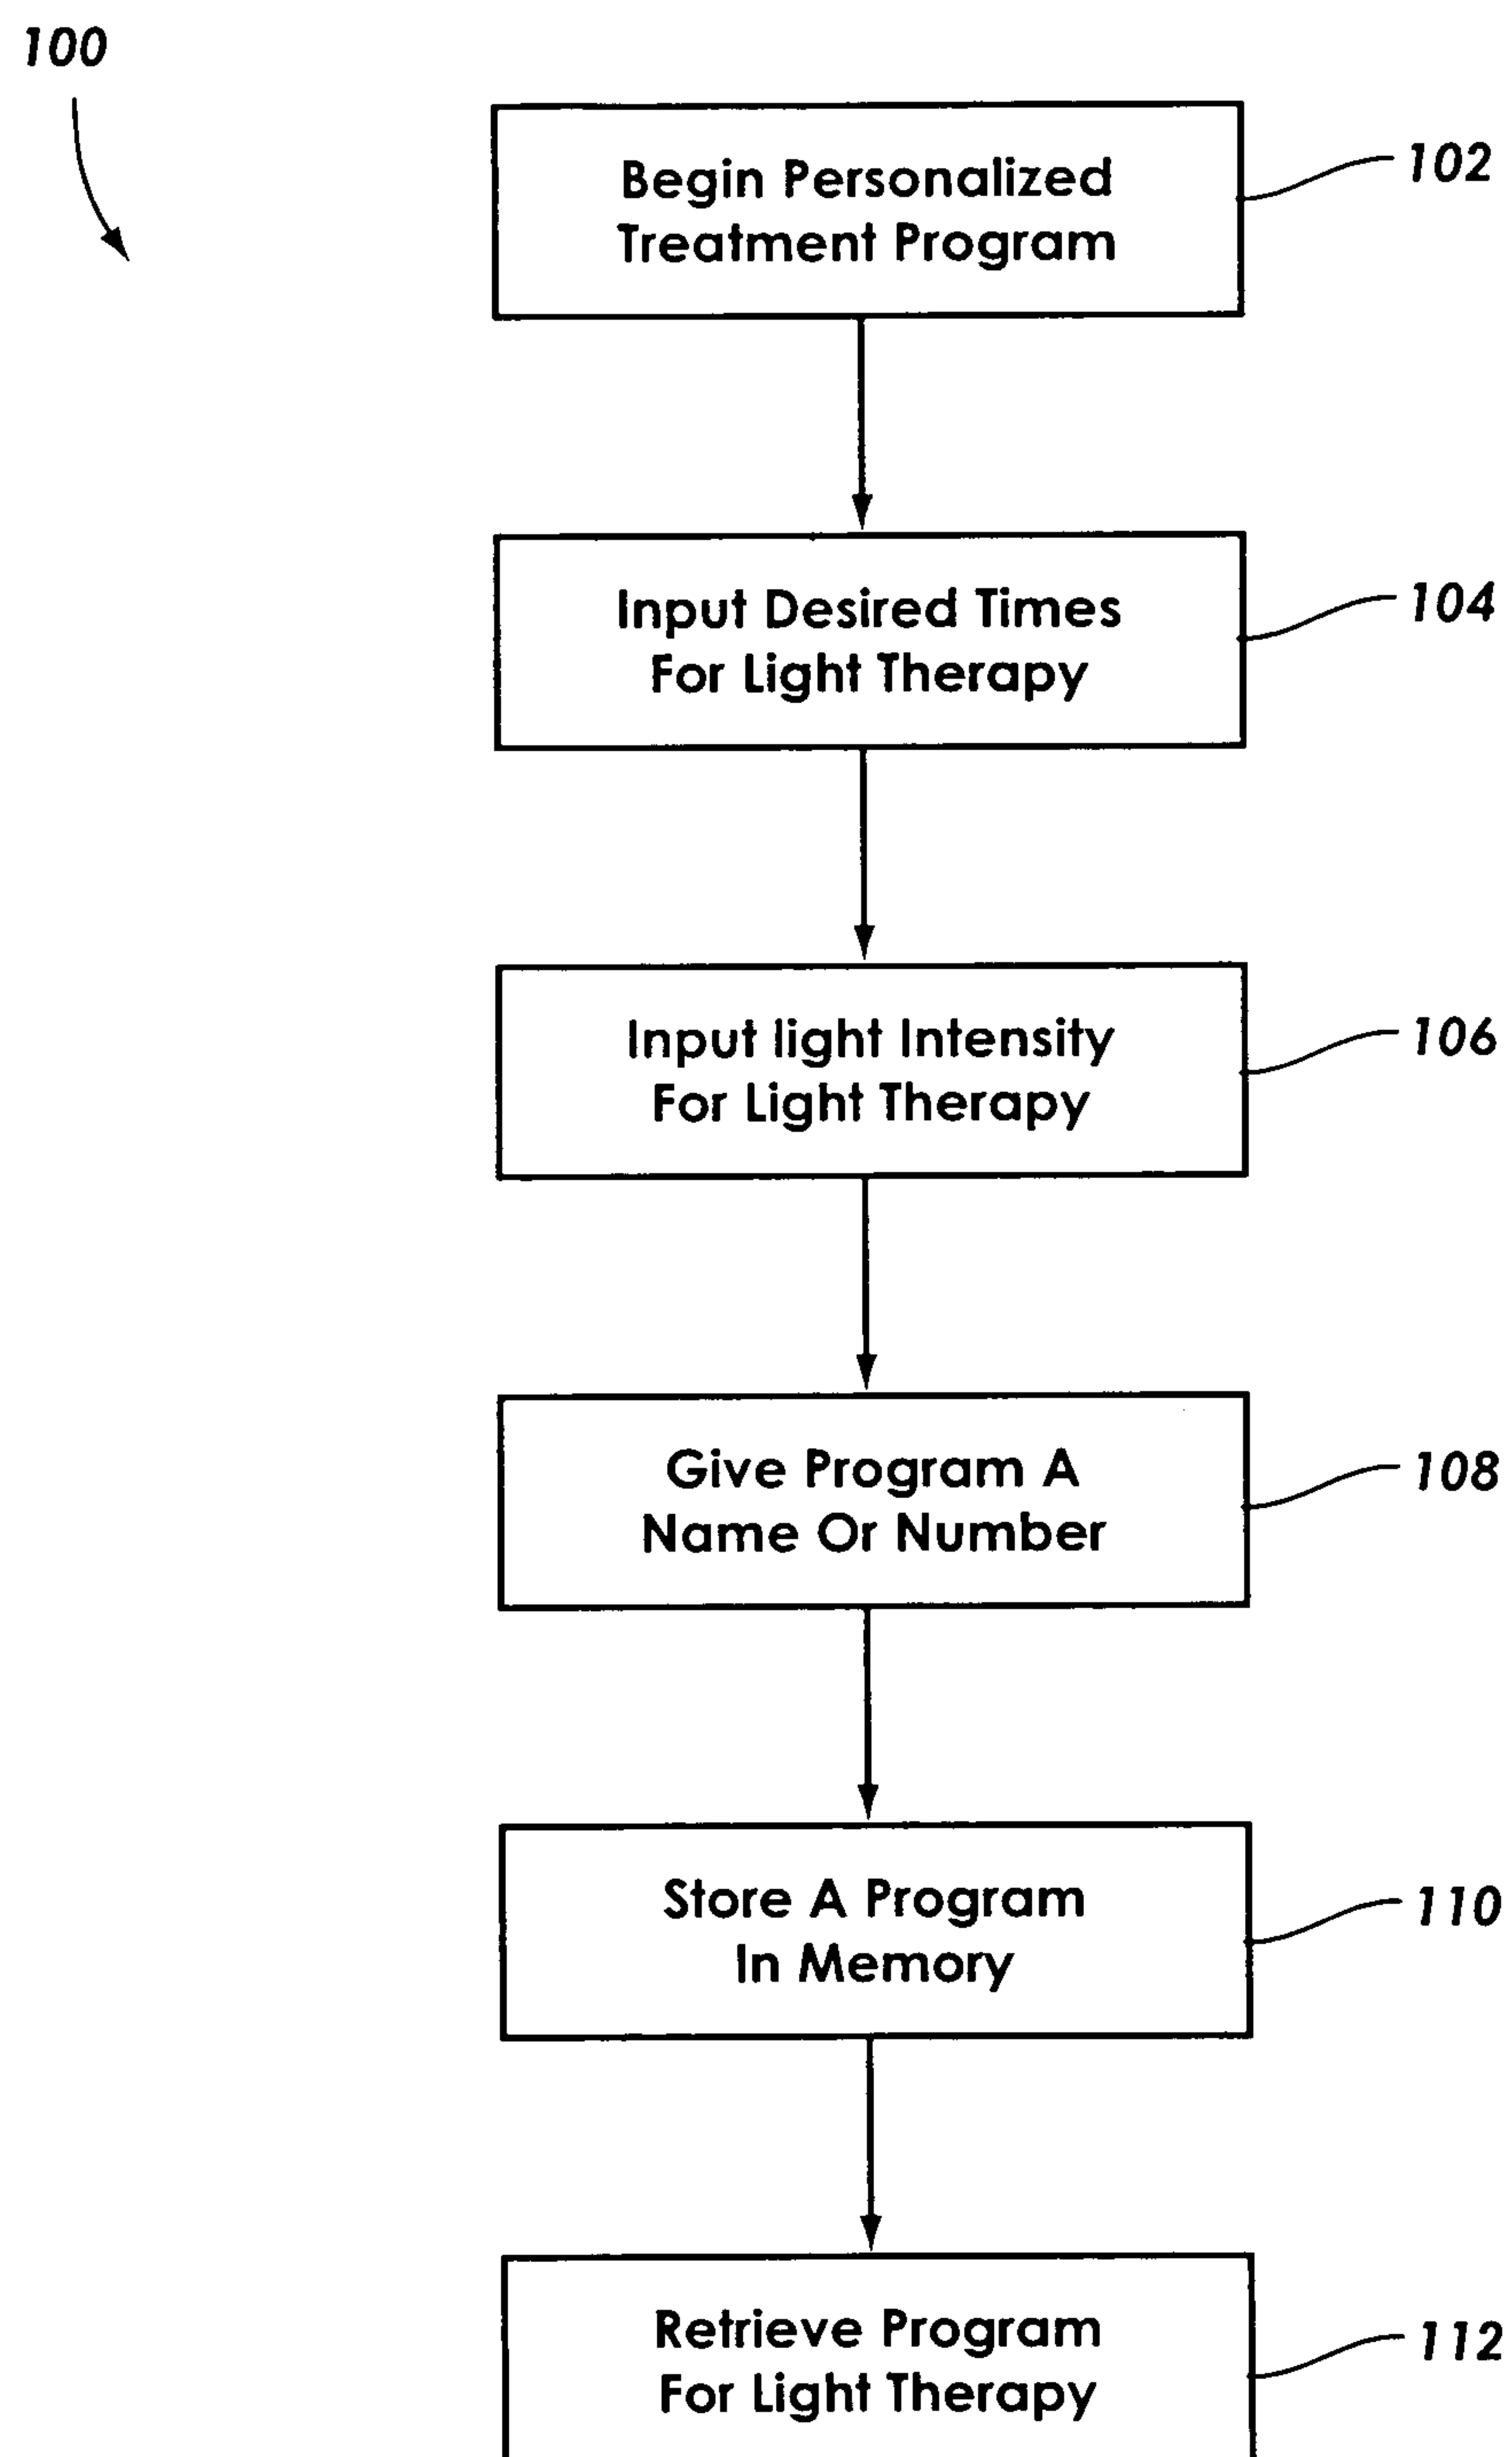 100
Begin Personalized
Treatment Program
102
Input Desired Times
For Light Therapy
104
Input light Intensity
For Light Therapy
106
Give Program A
Name Or Number
108
Store A Program
In Memory
110
Retrieve Program
For Light Therapy
112